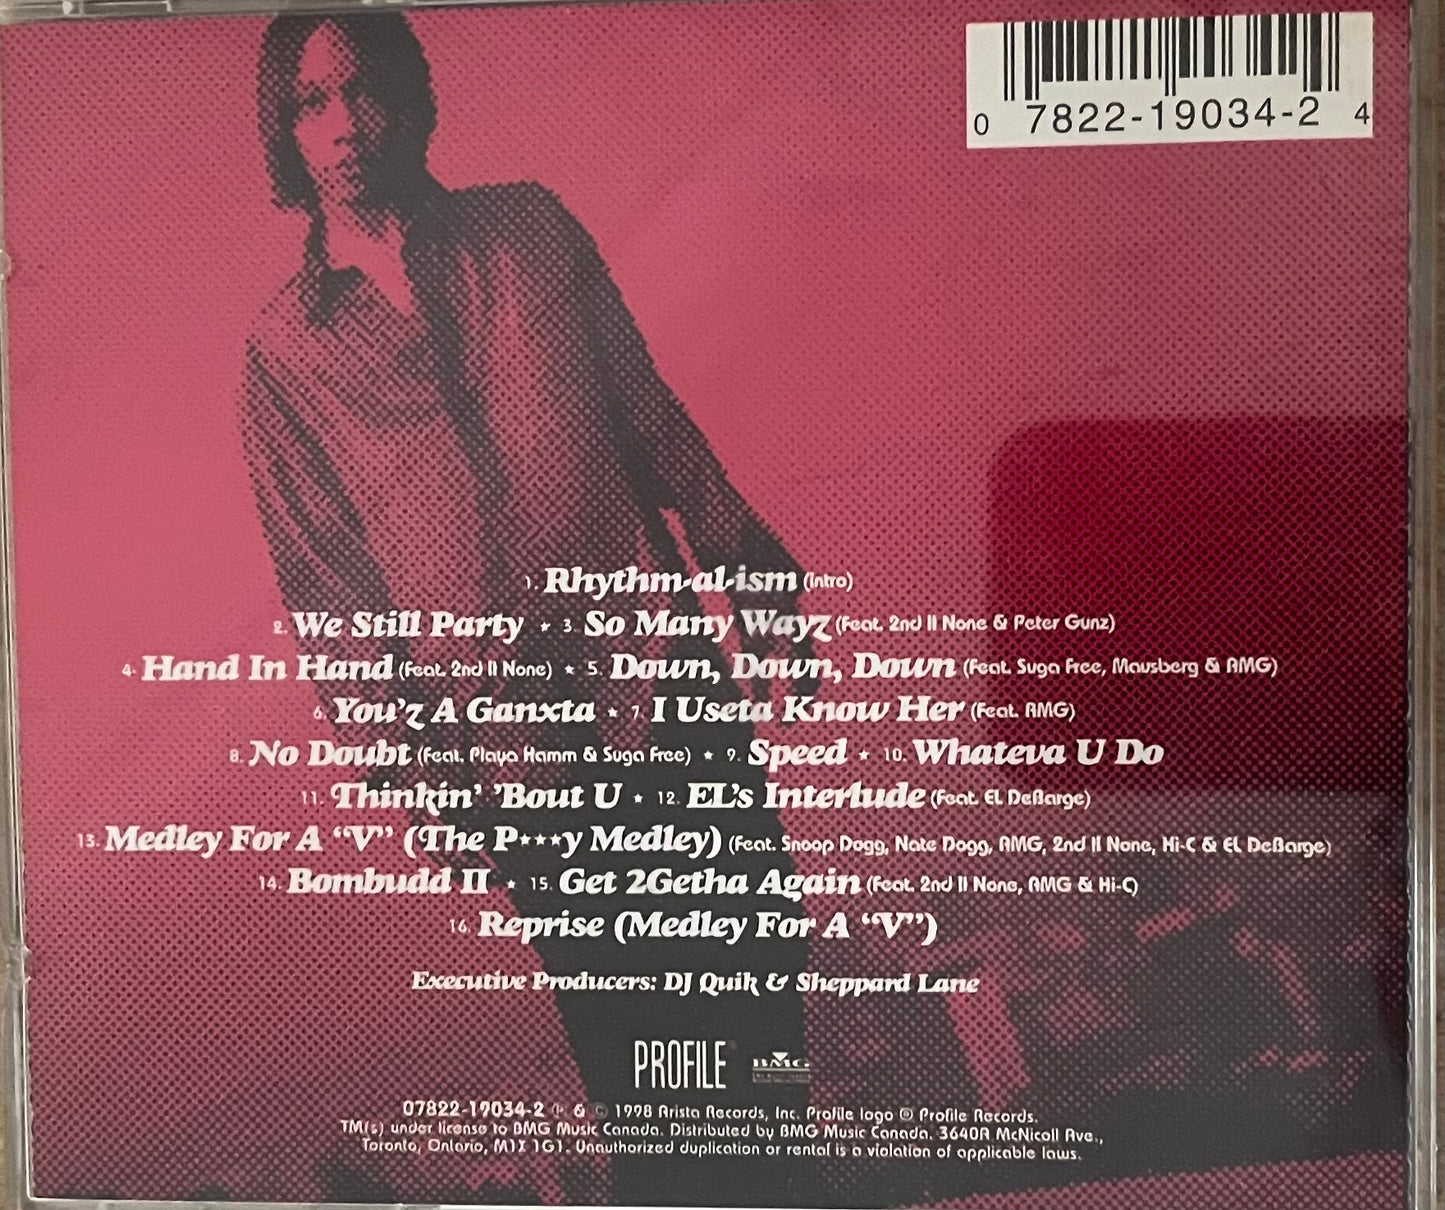 0 7822-19034-2 4
1. Rhythm-al-ism (Intro)
2. We Still Party ★ 3. So Many Wayz (Feat. 2nd II None & Peter Gunz)
4. Hand In Hand (Feat. 2nd II None) ★ 5. Down, Down, Down (Feat. Suga Free, Mausberg & AMG)
6. You'z A Ganxta ★ 7. I Useta Know Her (Feat. AMG)
8. No Doubt (Feat. Playa Hamm & Suga Free) ★ 9. Speed ★ 10. Whateva U Do
11. Thinkin' 'Bout U ★ 12. EL's Interlude (Feat. EL DeBarge)
13. Medley For A “V” (The P***y Medley) (Feat. Snoop Dogg, Nate Dogg, AMG, 2nd II None, Hi-C & EL DeBarge)
14. Bombudd II ★ 15. Get 2Getha Again (Feat. 2nd II None, AMG & Hi-C)
16. Reprise (Medley For A “V”)
Executive Producers: DJ Quik & Sheppard Lane
PROFILE BMG
07822-19034-2 ℗ & © 1998 Arista Records, Inc. Profile logo ® Profile Records.
TM(s) under license to BMG Music Canada. Distributed by BMG Music Canada. 3640A McNicoll Ave.,
Toronto, Ontario, M1X 1G1. Unauthorized duplication or rental is a violation of applicable laws.